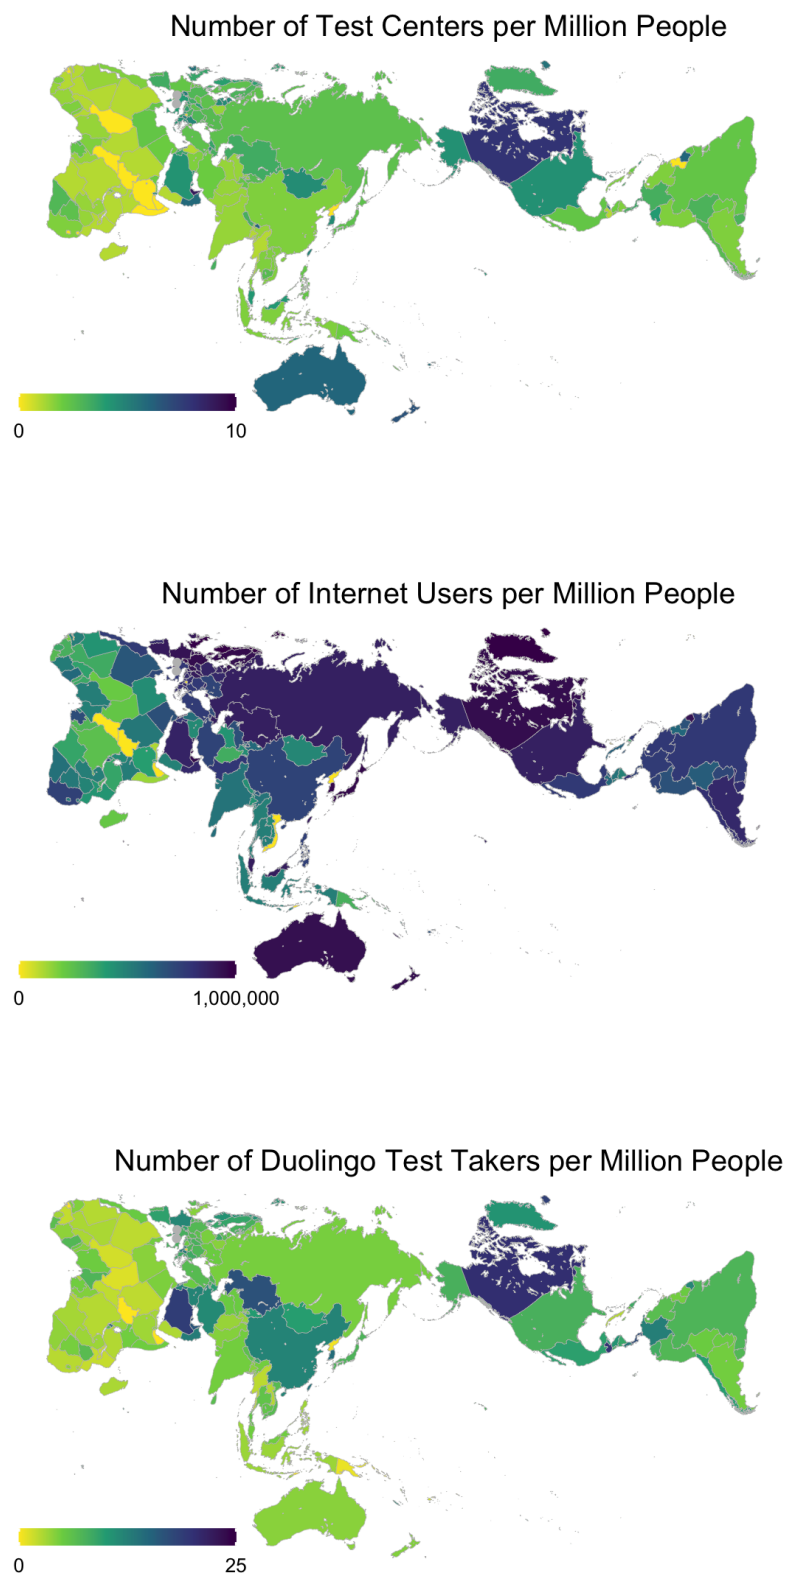 Number of Test Centers per Million People
0
10
Number of Internet Users per Million People
0
1,000,000
Number of Duolingo Test Takers per Million People
0
25